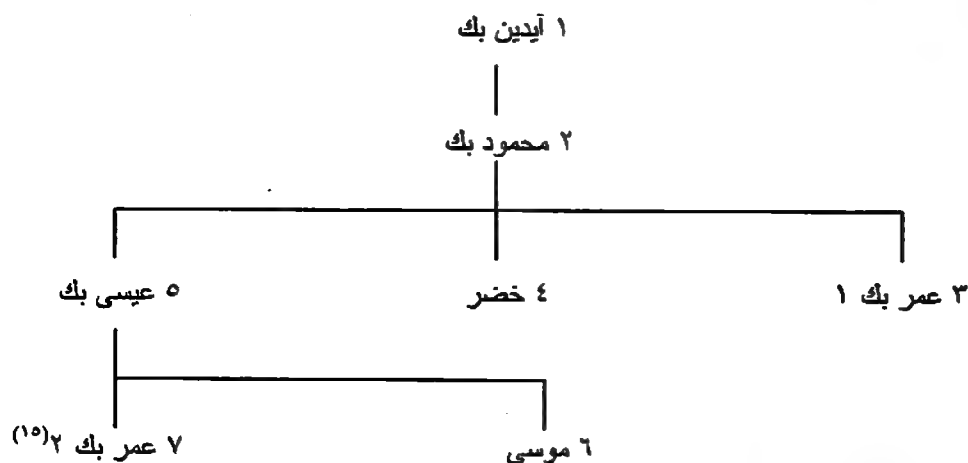 ١ آيدين بك
٢ محمود بك
٣ عمر بك ١
٤ خضر
٥ عيسى بك
٦ موسى
٧ عمر بك ٢(١٥)